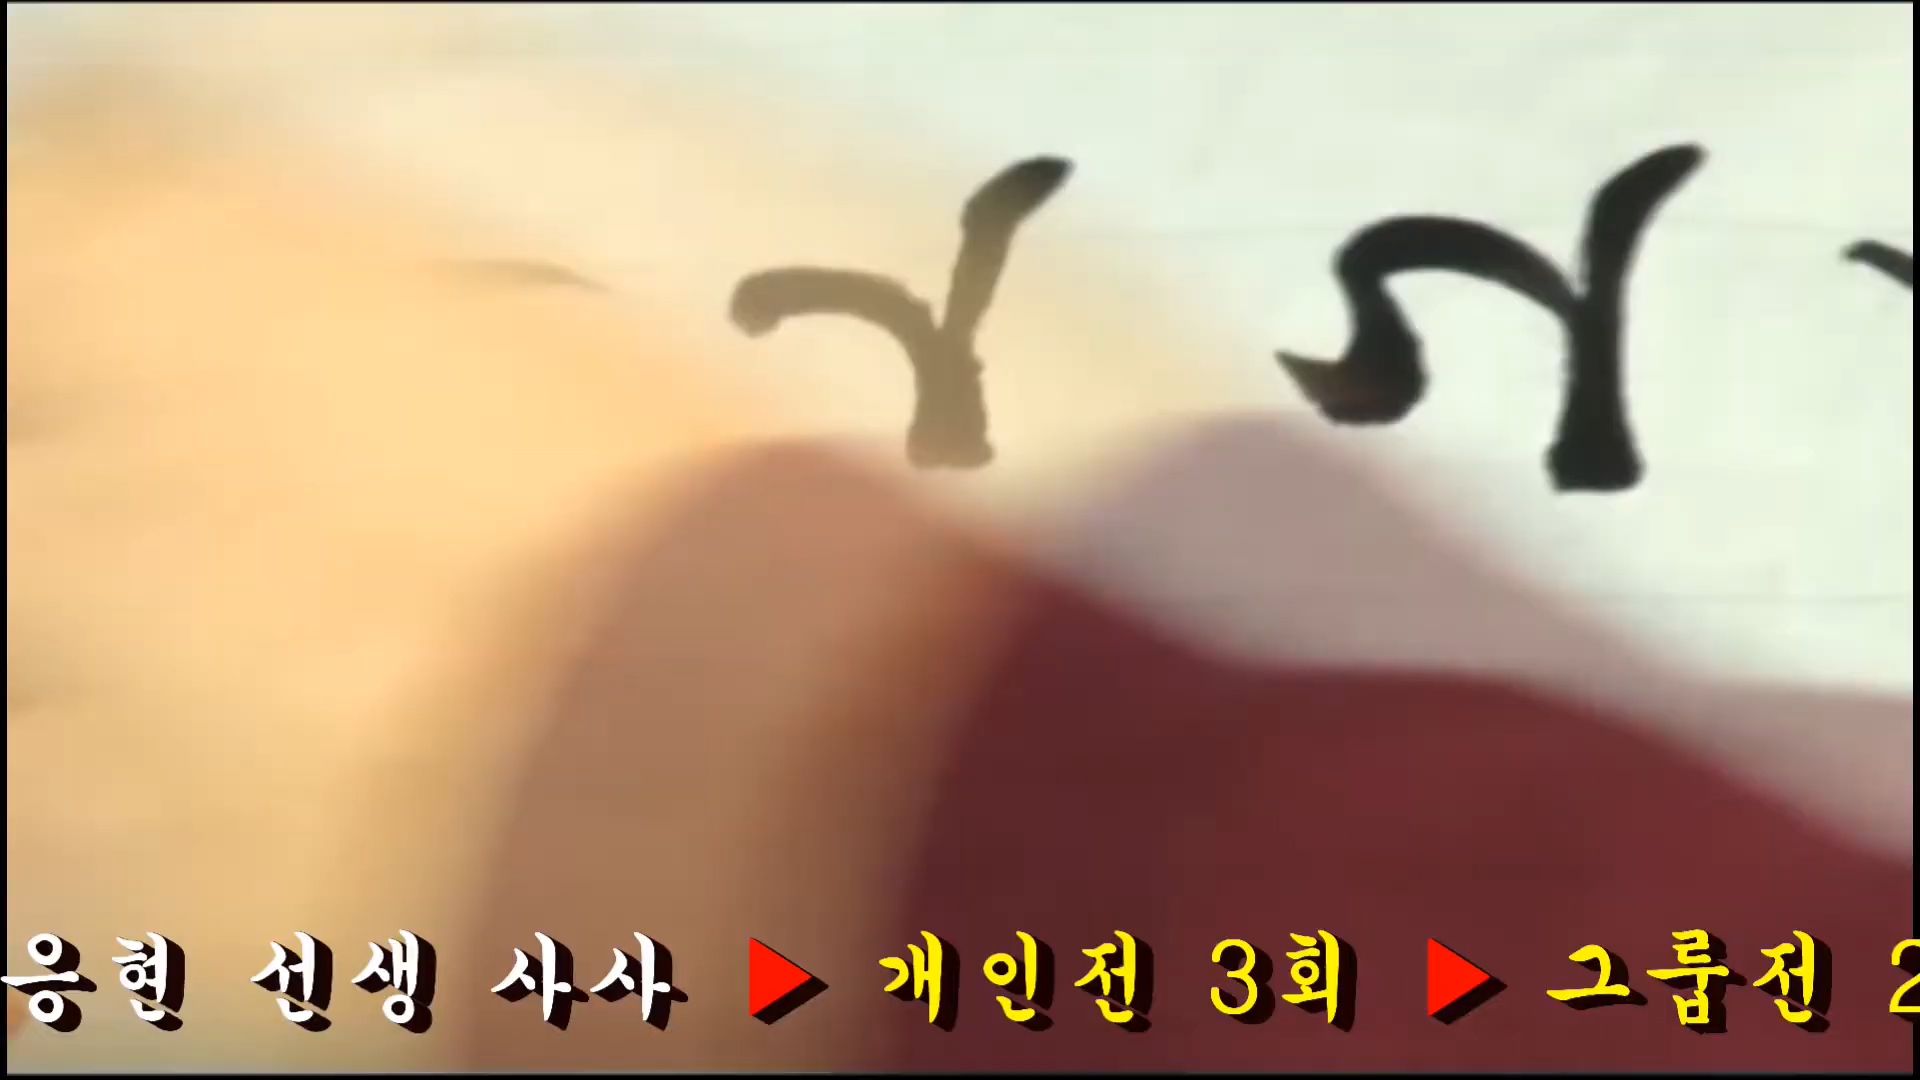 응현 선생 사사 ▶ 개인전 3회 ▶ 그룹전 2